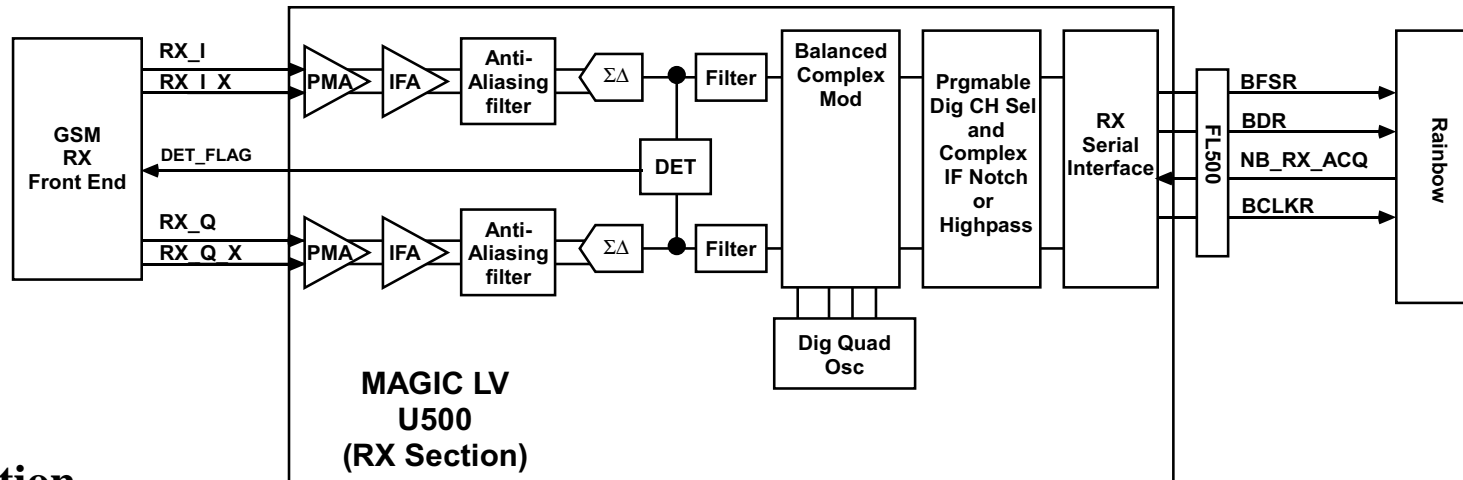 GSM
RX
Front End
RX_I
RX_I_X
DET_FLAG
RX_Q
RX_Q_X
PMA
IFA
Anti-
Aliasing
filter
ΣΔ
Filter
DET
PMA
IFA
Anti-
Aliasing
filter
ΣΔ
Filter
Balanced
Complex
Mod
Dig Quad
Osc
Prgmable
Dig CH Sel
and
Complex
IF Notch
or
Highpass
RX
Serial
Interface
FL500
BFSR
BDR
NB_RX_ACQ
BCLKR
Rainbow
MAGIC LV
U500
(RX Section)